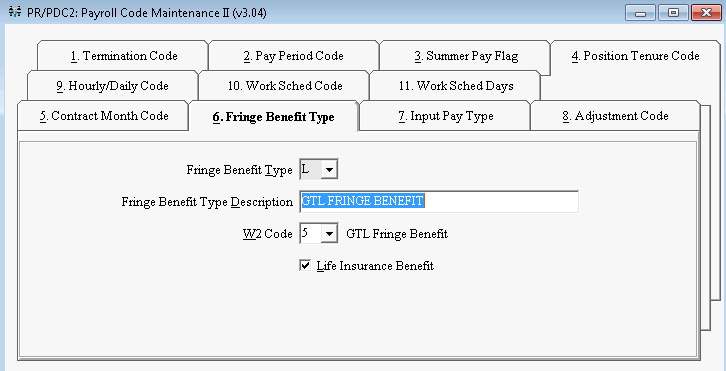 PR/PDC2: Payroll Code Maintenance II (v3.04)
1. Termination Code 2. Pay Period Code 3. Summer Pay Flag 4. Position Tenure Code
9. Hourly/Daily Code 10. Work Sched Code 11. Work Sched Days
5. Contract Month Code 6. Fringe Benefit Type 7. Input Pay Type 8. Adjustment Code
Fringe Benefit Type L
Fringe Benefit Type Description GTL FRINGE BENEFIT
W2 Code 5 GTL Fringe Benefit
Life Insurance Benefit